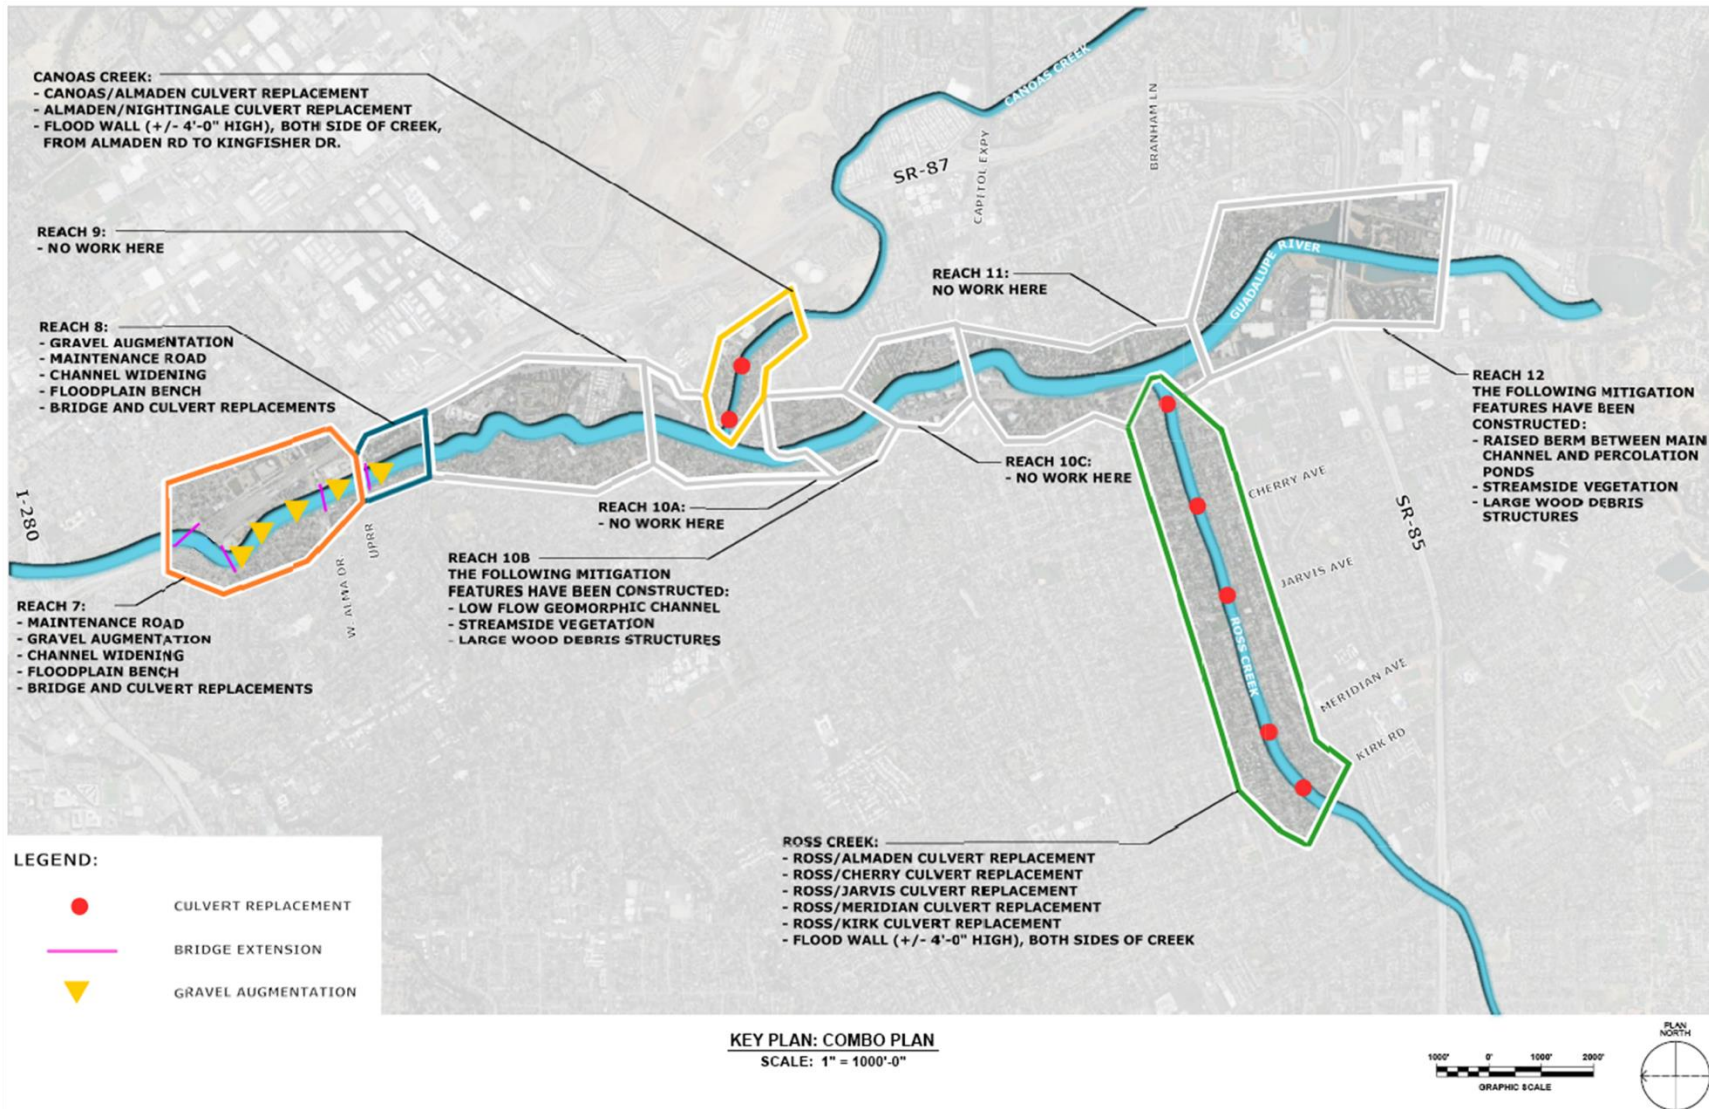 CANOAS CREEK:
- CANOAS/ALMADEN CULVERT REPLACEMENT
- ALMADEN/NIGHTINGALE CULVERT REPLACEMENT
- FLOOD WALL (+/- 4'-0" HIGH), BOTH SIDE OF CREEK,
FROM ALMADEN RD TO KINGFISHER DR.
REACH 9:
- NO WORK HERE
REACH 8:
- GRAVEL AUGMENTATION
- MAINTENANCE ROAD
- CHANNEL WIDENING
- FLOODPLAIN BENCH
- BRIDGE AND CULVERT REPLACEMENTS
CANOAS CREEK
SR-87
CAPITOL EXPY
BRANHAM LN
REACH 11:
NO WORK HERE
GUADALUPE RIVER
REACH 12
THE FOLLOWING MITIGATION
FEATURES HAVE BEEN
CONSTRUCTED:
- RAISED BERM BETWEEN MAIN
CHANNEL AND PERCOLATION
PONDS
- STREAMSIDE VEGETATION
- LARGE WOOD DEBRIS
STRUCTURES
I-280
REACH 10C:
- NO WORK HERE
REACH 10A:
- NO WORK HERE
CHERRY AVE
SR-85
UPRR
W. ALMA DR
REACH 10B
THE FOLLOWING MITIGATION
FEATURES HAVE BEEN CONSTRUCTED:
- LOW FLOW GEOMORPHIC CHANNEL
- STREAMSIDE VEGETATION
- LARGE WOOD DEBRIS STRUCTURES
JARVIS AVE
REACH 7:
- MAINTENANCE ROAD
- GRAVEL AUGMENTATION
- CHANNEL WIDENING
- FLOODPLAIN BENCH
- BRIDGE AND CULVERT REPLACEMENTS
ROSS CREEK
MERIDIAN AVE
KIRK RD
ROSS CREEK:
- ROSS/ALMADEN CULVERT REPLACEMENT
- ROSS/CHERRY CULVERT REPLACEMENT
- ROSS/JARVIS CULVERT REPLACEMENT
- ROSS/MERIDIAN CULVERT REPLACEMENT
- ROSS/KIRK CULVERT REPLACEMENT
- FLOOD WALL (+/- 4'-0" HIGH), BOTH SIDES OF CREEK
LEGEND:
CULVERT REPLACEMENT
BRIDGE EXTENSION
GRAVEL AUGMENTATION
KEY PLAN: COMBO PLAN
SCALE: 1" = 1000'-0"
1000' 0' 1000' 2000'
GRAPHIC SCALE
PLAN
NORTH